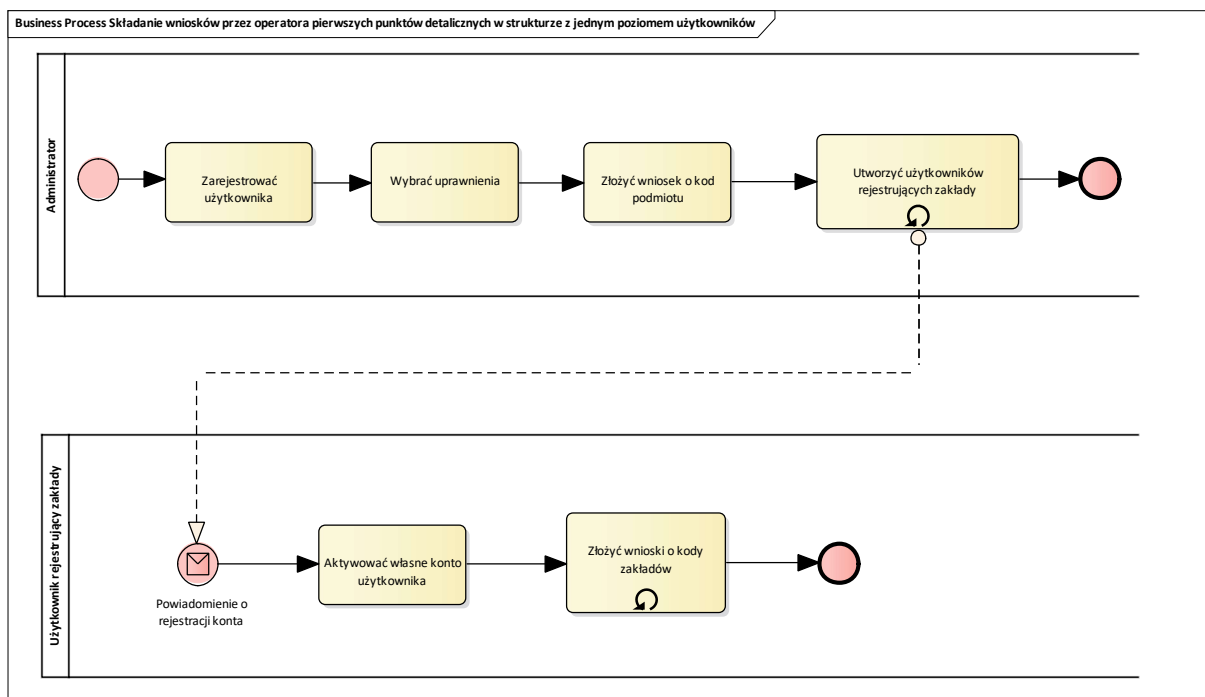 Business Process Składanie wniosków przez operatora pierwszych punktów detalicznych w strukturze z jednym poziomem użytkowników
Administrator
Zarejestrować
użytkownika
Wybrać uprawnienia
Złożyć wniosek o kod
podmiotu
Utworzyć użytkowników
rejestrujących zakłady
Użytkownik rejestrujący zakłady
Powiadomienie o
rejestracji konta
Aktywować własne konto
użytkownika
Złożyć wnioski o kody
zakładów